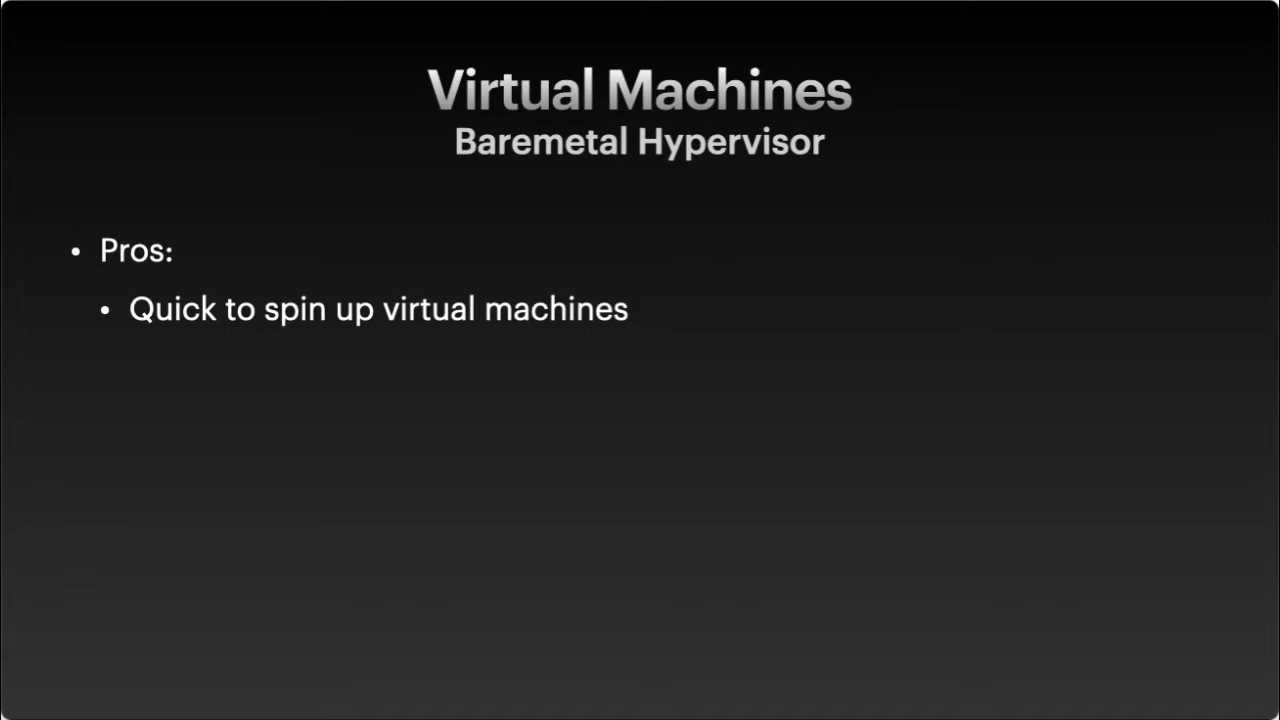 Virtual Machines
Baremetal Hypervisor
• Pros:
• Quick to spin up virtual machines